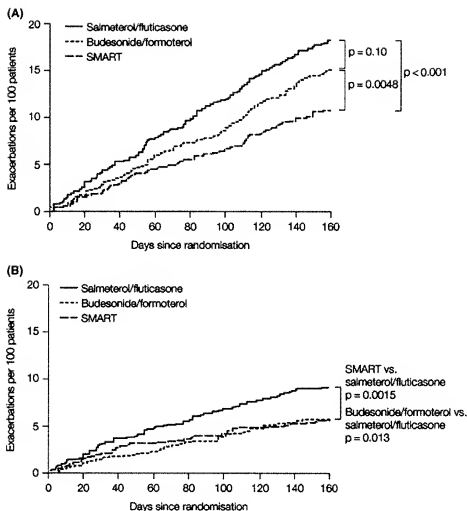 (A)
Salmeterol/fluticasone
Budesonide/formoterol
SMART
Exacerbations per 100 patients
20
15
10
5
0
0 20 40 60 80 100 120 140 160
Days since randomisation
p = 0.10
p = 0.0048
p < 0.001
(B)
Salmeterol/fluticasone
Budesonide/formoterol
SMART
Exacerbations per 100 patients
20
15
10
5
0
0 20 40 60 80 100 120 140 160
Days since randomisation
SMART vs.
salmeterol/fluticasone
p = 0.0015
Budesonide/formoterol vs.
salmeterol/fluticasone
p = 0.013